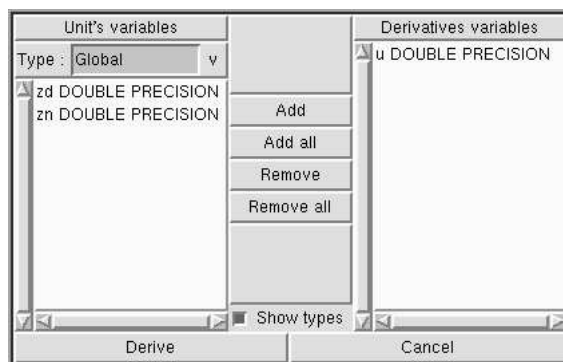 Unit's variables
Type : Global v
zd DOUBLE PRECISION
zn DOUBLE PRECISION
Add
Add all
Remove
Remove all
Show types
Derivatives variables
u DOUBLE PRECISION
Derive
Cancel